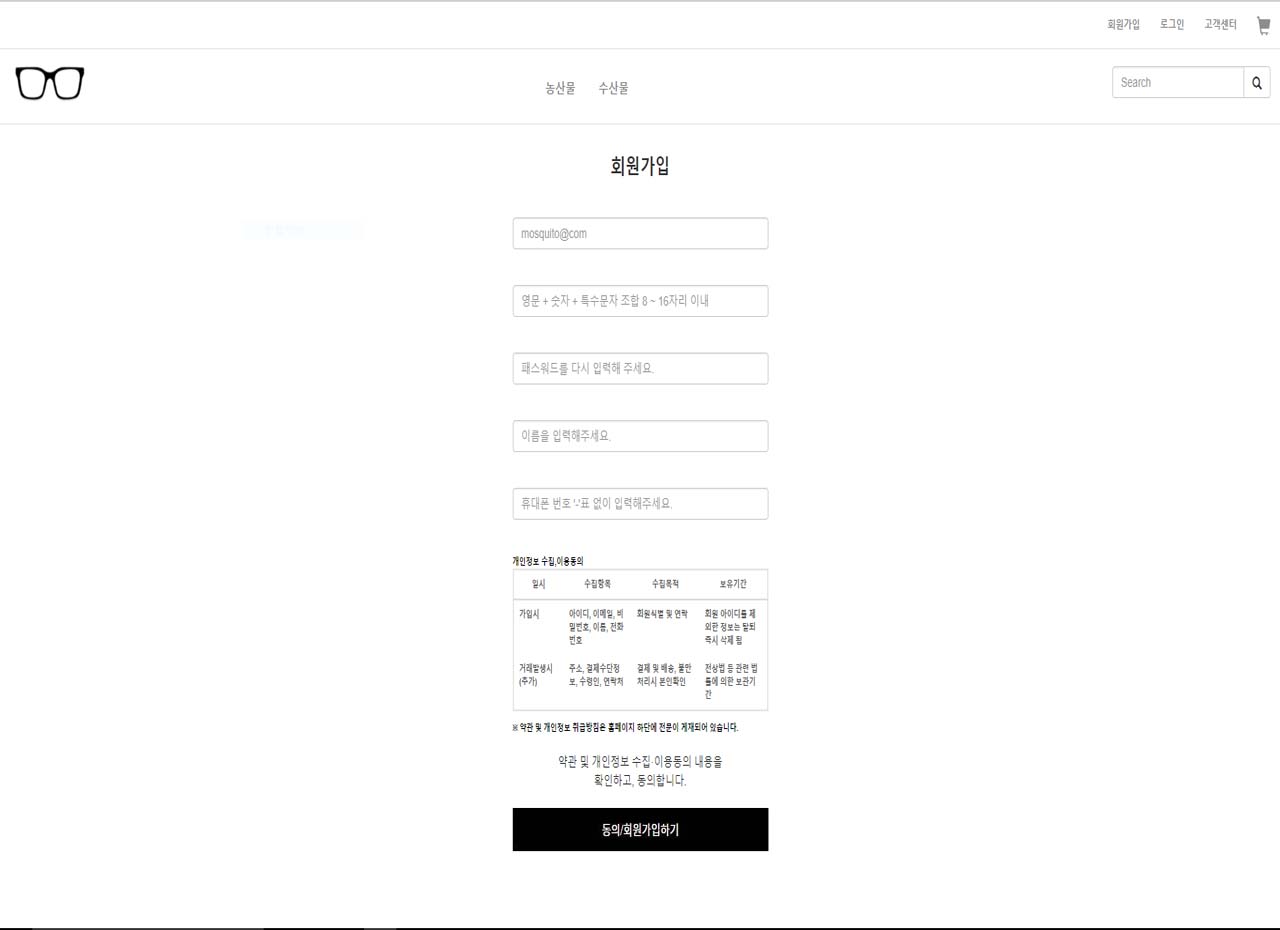 회원가입 로그인 고객센터
농산물 수산물
Search
회원가입
mosquito@com
영문 + 숫자 + 특수문자 조합 8 ~ 16자리 이내
패스워드를 다시 입력해 주세요.
이름을 입력해주세요.
휴대폰 번호 '-'표 없이 입력해주세요.
개인정보 수집,이용동의
일시 수집항목 수집목적 보유기간
가입시 아이디, 이메일, 비 회원식별 및 연락 회원 아이디를 제
밀번호, 이름, 전화 외한 정보는 탈퇴
번호 즉시 삭제 됨
거래발생시 주소, 결제수단정 결제 및 배송, 불만 전상법 등 관련 법
(추가) 보, 수령인, 연락처 처리시 본인확인 률에 의한 보관기
간
※ 약관 및 개인정보 취급방침은 홈페이지 하단에 전문이 게재되어 있습니다.
약관 및 개인정보 수집·이용동의 내용을
확인하고, 동의합니다.
동의/회원가입하기